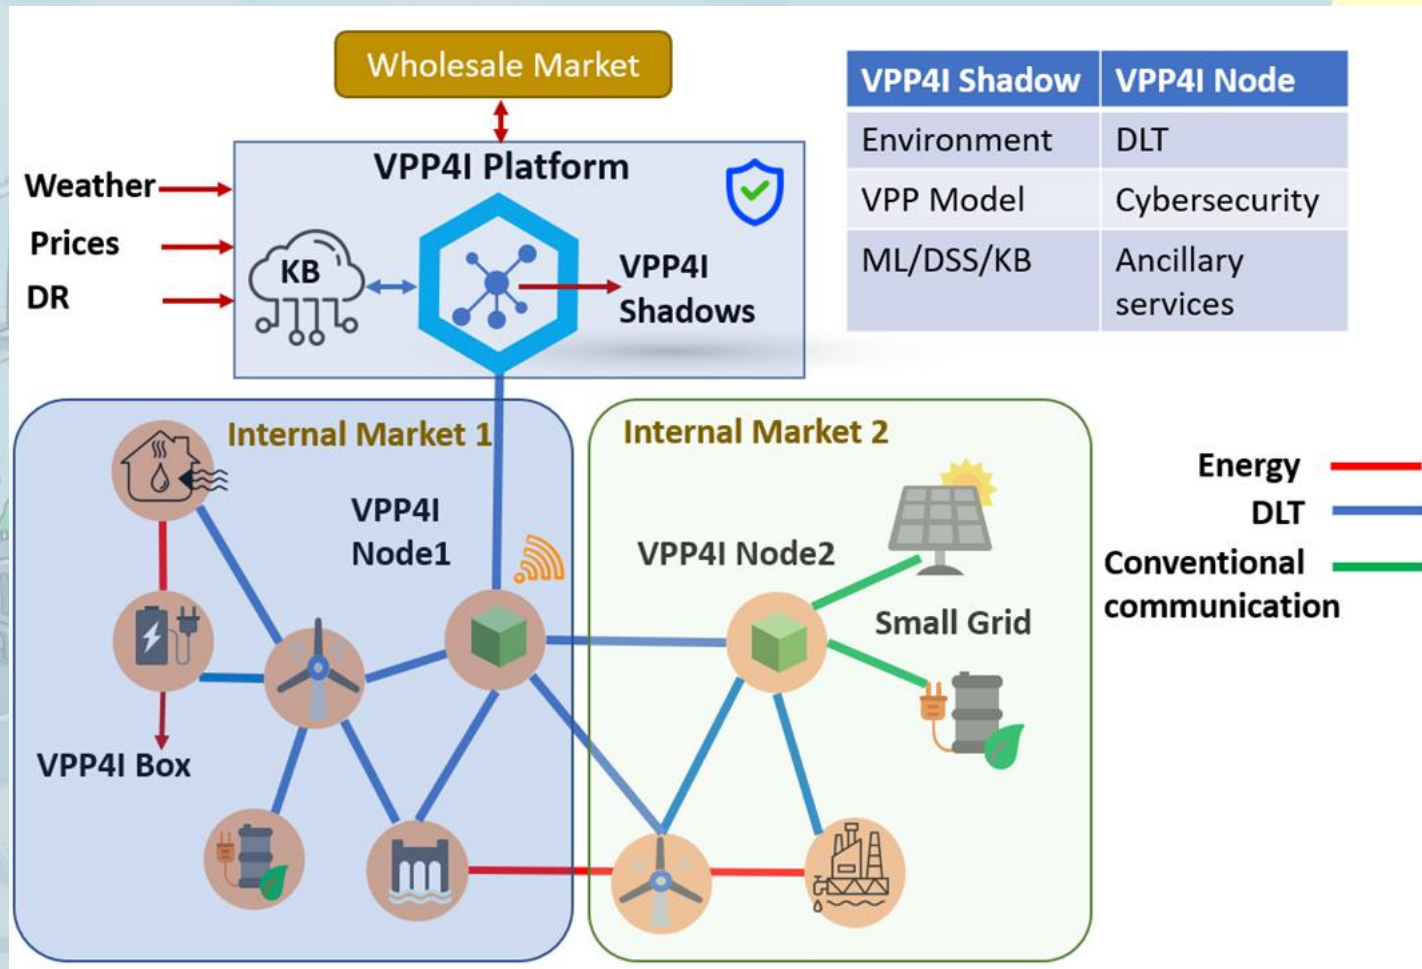 Wholesale Market
VPP4I Platform
Weather
Prices
DR
KB
VPP4I
Shadows
VPP4I Shadow VPP4I Node
Environment DLT
VPP Model Cybersecurity
ML/DSS/KB Ancillary
services
Internal Market 1
VPP4I
Node1
VPP4I Box
Internal Market 2
VPP4I Node2
Small Grid
Energy
DLT
Conventional
communication